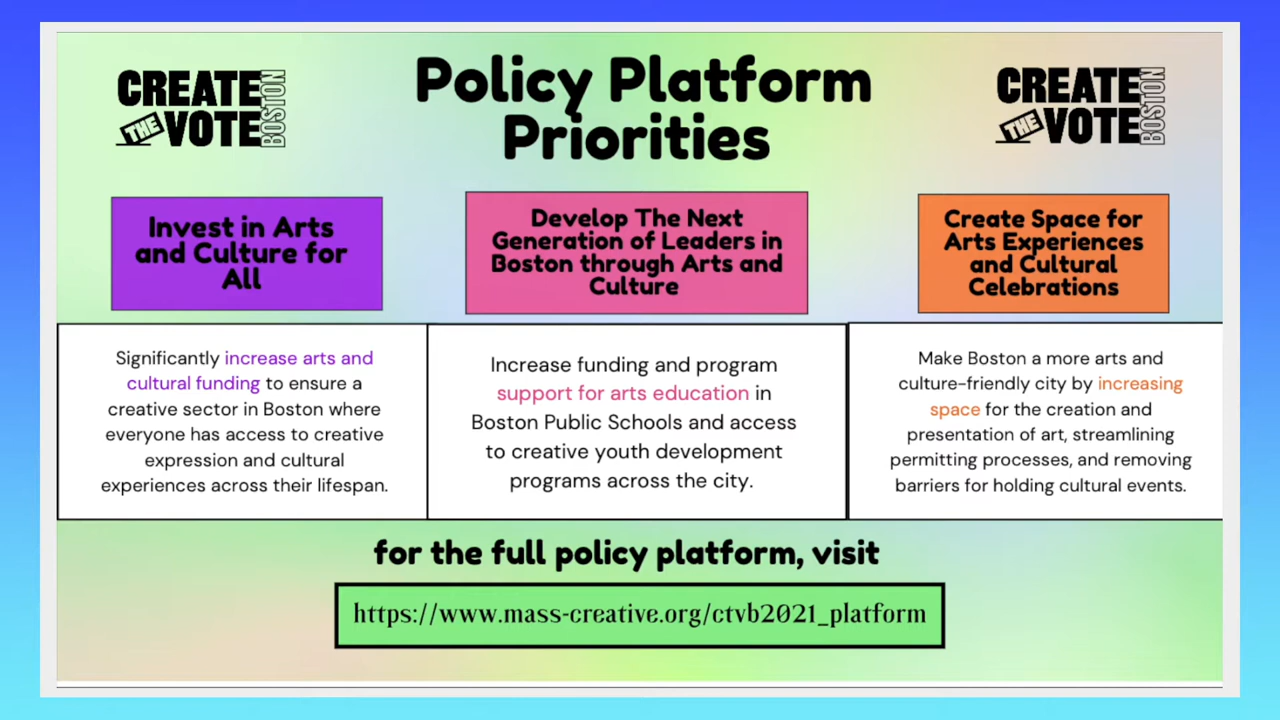 CREATE
THE VOTE
BOSTON
Policy Platform
Priorities
CREATE
THE VOTE
BOSTON
Invest in Arts
and Culture for
All
Significantly increase arts and
cultural funding to ensure a
creative sector in Boston where
everyone has access to creative
expression and cultural
experiences across their lifespan.
Develop The Next
Generation of Leaders in
Boston through Arts and
Culture
Increase funding and program
support for arts education in
Boston Public Schools and access
to creative youth development
programs across the city.
Create Space for
Arts Experiences
and Cultural
Celebrations
Make Boston a more arts and
culture-friendly city by increasing
space for the creation and
presentation of art, streamlining
permitting processes, and removing
barriers for holding cultural events.
for the full policy platform, visit
https://www.mass-creative.org/ctvb2021_platform